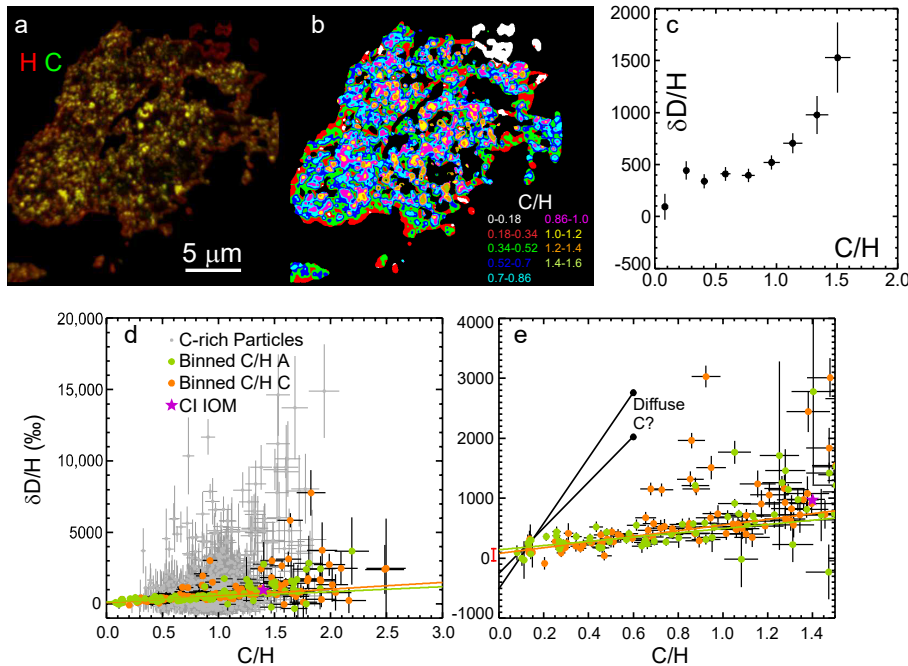 a
H C
5 μm
b
C/H
0-0.18
0.18-0.34
0.34-0.52
0.52-0.7
0.7-0.86
0.86-1.0
1.0-1.2
1.2-1.4
1.4-1.6
c
2000
1500
1000
500
0
-500
δD/H
0.0 0.5 1.0 1.5 2.0
C/H
d
C-rich Particles
Binned C/H A
Binned C/H C
CI IOM
20,000
15,000
10,000
5000
0
δD/H (‰)
0.0 0.5 1.0 1.5 2.0 2.5 3.0
C/H
e
Diffuse
C?
4000
3000
2000
1000
0
-1000
0.0 0.2 0.4 0.6 0.8 1.0 1.2 1.4
C/H